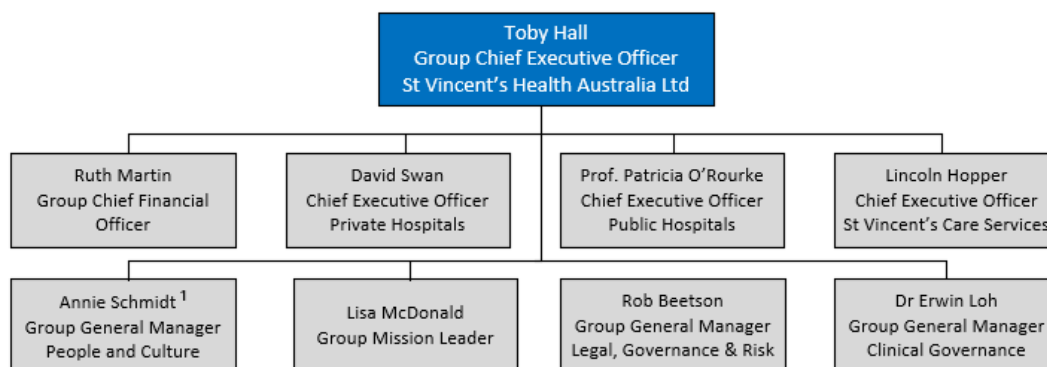 Toby Hall
Group Chief Executive Officer
St Vincent's Health Australia Ltd
Ruth Martin
Group Chief Financial
Officer
David Swan
Chief Executive Officer
Private Hospitals
Prof. Patricia O'Rourke
Chief Executive Officer
Public Hospitals
Lincoln Hopper
Chief Executive Officer
St Vincent's Care Services
Annie Schmidt ¹
Group General Manager
People and Culture
Lisa McDonald
Group Mission Leader
Rob Beetson
Group General Manager
Legal, Governance & Risk
Dr Erwin Loh
Group General Manager
Clinical Governance